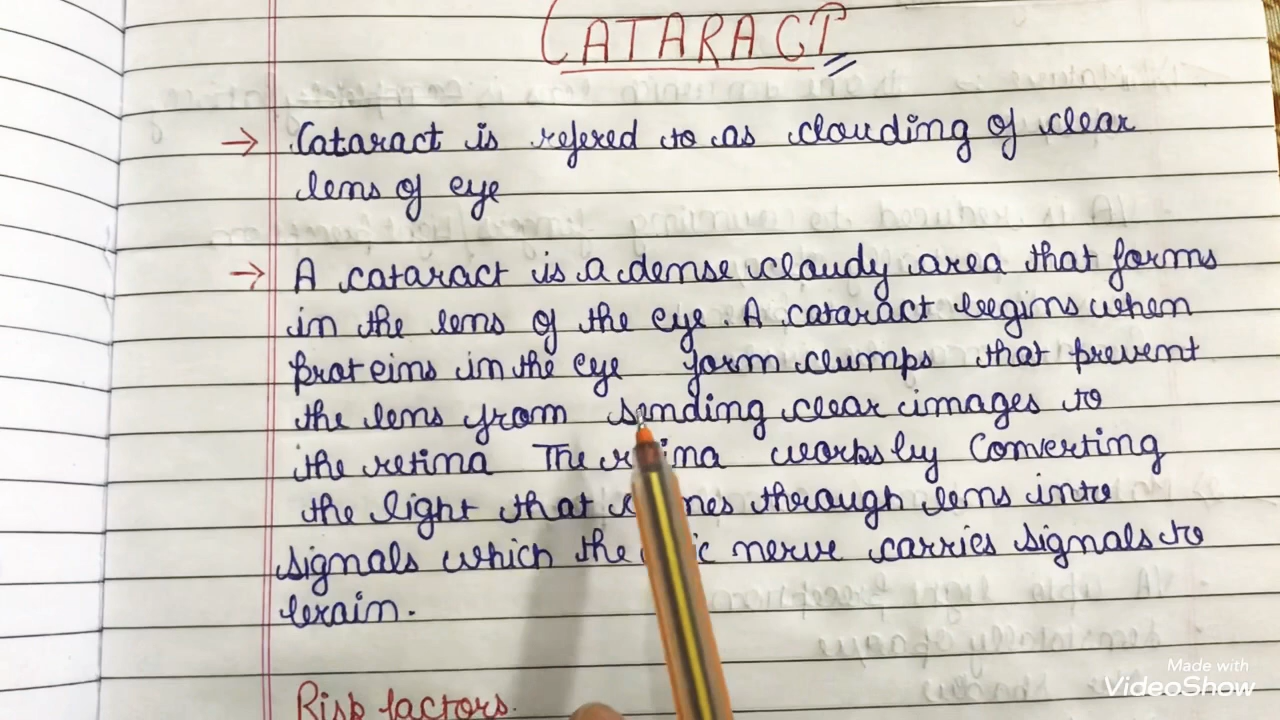 CATARACT
→ Cataract is refered to as clouding of clear
lens of eye
→ A cataract is a dense cloudy area that forms
in the lens of the eye. A cataract begins when
proteins in the eye form clumps that prevent
the lens from sending clear images to
the retina The retina works by Converting
the light that through lens into
signals which the nerve carries signals to
brain.
Risk factors.
Made with
VideoShow